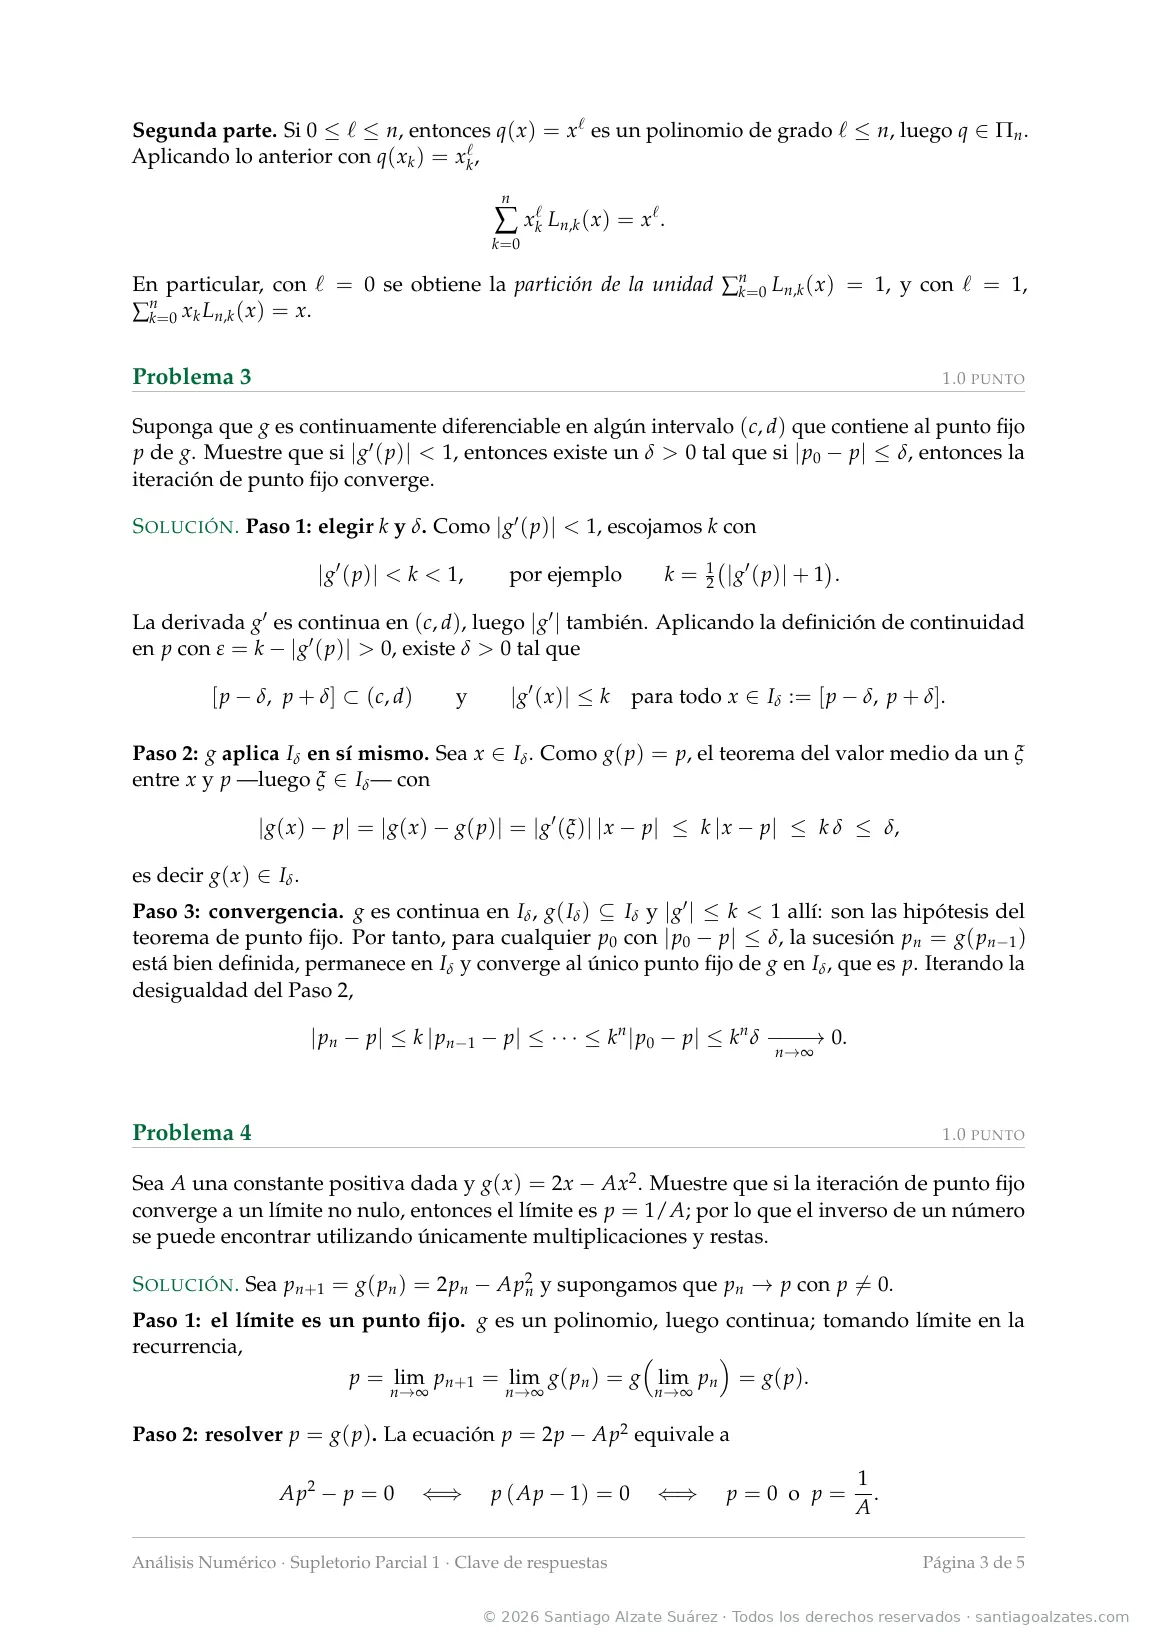 Segunda parte. Si 0 ≤ ℓ ≤ n, entonces q(x) = x^ℓ es un polinomio de grado ℓ ≤ n, luego q ∈ Π_n.
Aplicando lo anterior con q(x_k) = x_k^ℓ,
∑_{k=0}^{n} x_k^ℓ L_{n,k}(x) = x^ℓ.
En particular, con ℓ = 0 se obtiene la partición de la unidad ∑_{k=0}^{n} L_{n,k}(x) = 1, y con ℓ = 1,
∑_{k=0}^{n} x_k L_{n,k}(x) = x.
Problema 3 1.0 PUNTO
Suponga que g es continuamente diferenciable en algún intervalo (c, d) que contiene al punto fijo
p de g. Muestre que si |g′(p)| < 1, entonces existe un δ > 0 tal que si |p_0 − p| ≤ δ, entonces la
iteración de punto fijo converge.
SOLUCIÓN. Paso 1: elegir k y δ. Como |g′(p)| < 1, escojamos k con
|g′(p)| < k < 1, por ejemplo k = 1/2 (|g′(p)| + 1).
La derivada g′ es continua en (c, d), luego |g′| también. Aplicando la definición de continuidad
en p con ε = k − |g′(p)| > 0, existe δ > 0 tal que
[p − δ, p + δ] ⊂ (c, d) y |g′(x)| ≤ k para todo x ∈ I_δ := [p − δ, p + δ].
Paso 2: g aplica I_δ en sí mismo. Sea x ∈ I_δ. Como g(p) = p, el teorema del valor medio da un ξ
entre x y p —luego ξ ∈ I_δ— con
|g(x) − p| = |g(x) − g(p)| = |g′(ξ)| |x − p| ≤ k |x − p| ≤ k δ ≤ δ,
es decir g(x) ∈ I_δ.
Paso 3: convergencia. g es continua en I_δ, g(I_δ) ⊆ I_δ y |g′| ≤ k < 1 allí: son las hipótesis del
teorema de punto fijo. Por tanto, para cualquier p_0 con |p_0 − p| ≤ δ, la sucesión p_n = g(p_{n−1})
está bien definida, permanece en I_δ y converge al único punto fijo de g en I_δ, que es p. Iterando la
desigualdad del Paso 2,
|p_n − p| ≤ k |p_{n−1} − p| ≤ ⋯ ≤ k^n |p_0 − p| ≤ k^n δ ⟶_{n→∞} 0.
Problema 4 1.0 PUNTO
Sea A una constante positiva dada y g(x) = 2x − Ax². Muestre que si la iteración de punto fijo
converge a un límite no nulo, entonces el límite es p = 1/A; por lo que el inverso de un número
se puede encontrar utilizando únicamente multiplicaciones y restas.
SOLUCIÓN. Sea p_{n+1} = g(p_n) = 2p_n − Ap_n² y supongamos que p_n → p con p ≠ 0.
Paso 1: el límite es un punto fijo. g es un polinomio, luego continua; tomando límite en la
recurrencia,
p = lim_{n→∞} p_{n+1} = lim_{n→∞} g(p_n) = g(lim_{n→∞} p_n) = g(p).
Paso 2: resolver p = g(p). La ecuación p = 2p − Ap² equivale a
Ap² − p = 0 ⟺ p (Ap − 1) = 0 ⟺ p = 0 o p = 1/A.
Análisis Numérico · Supletorio Parcial 1 · Clave de respuestas Página 3 de 5
© 2026 Santiago Alzate Suárez · Todos los derechos reservados · santiagoalzates.com